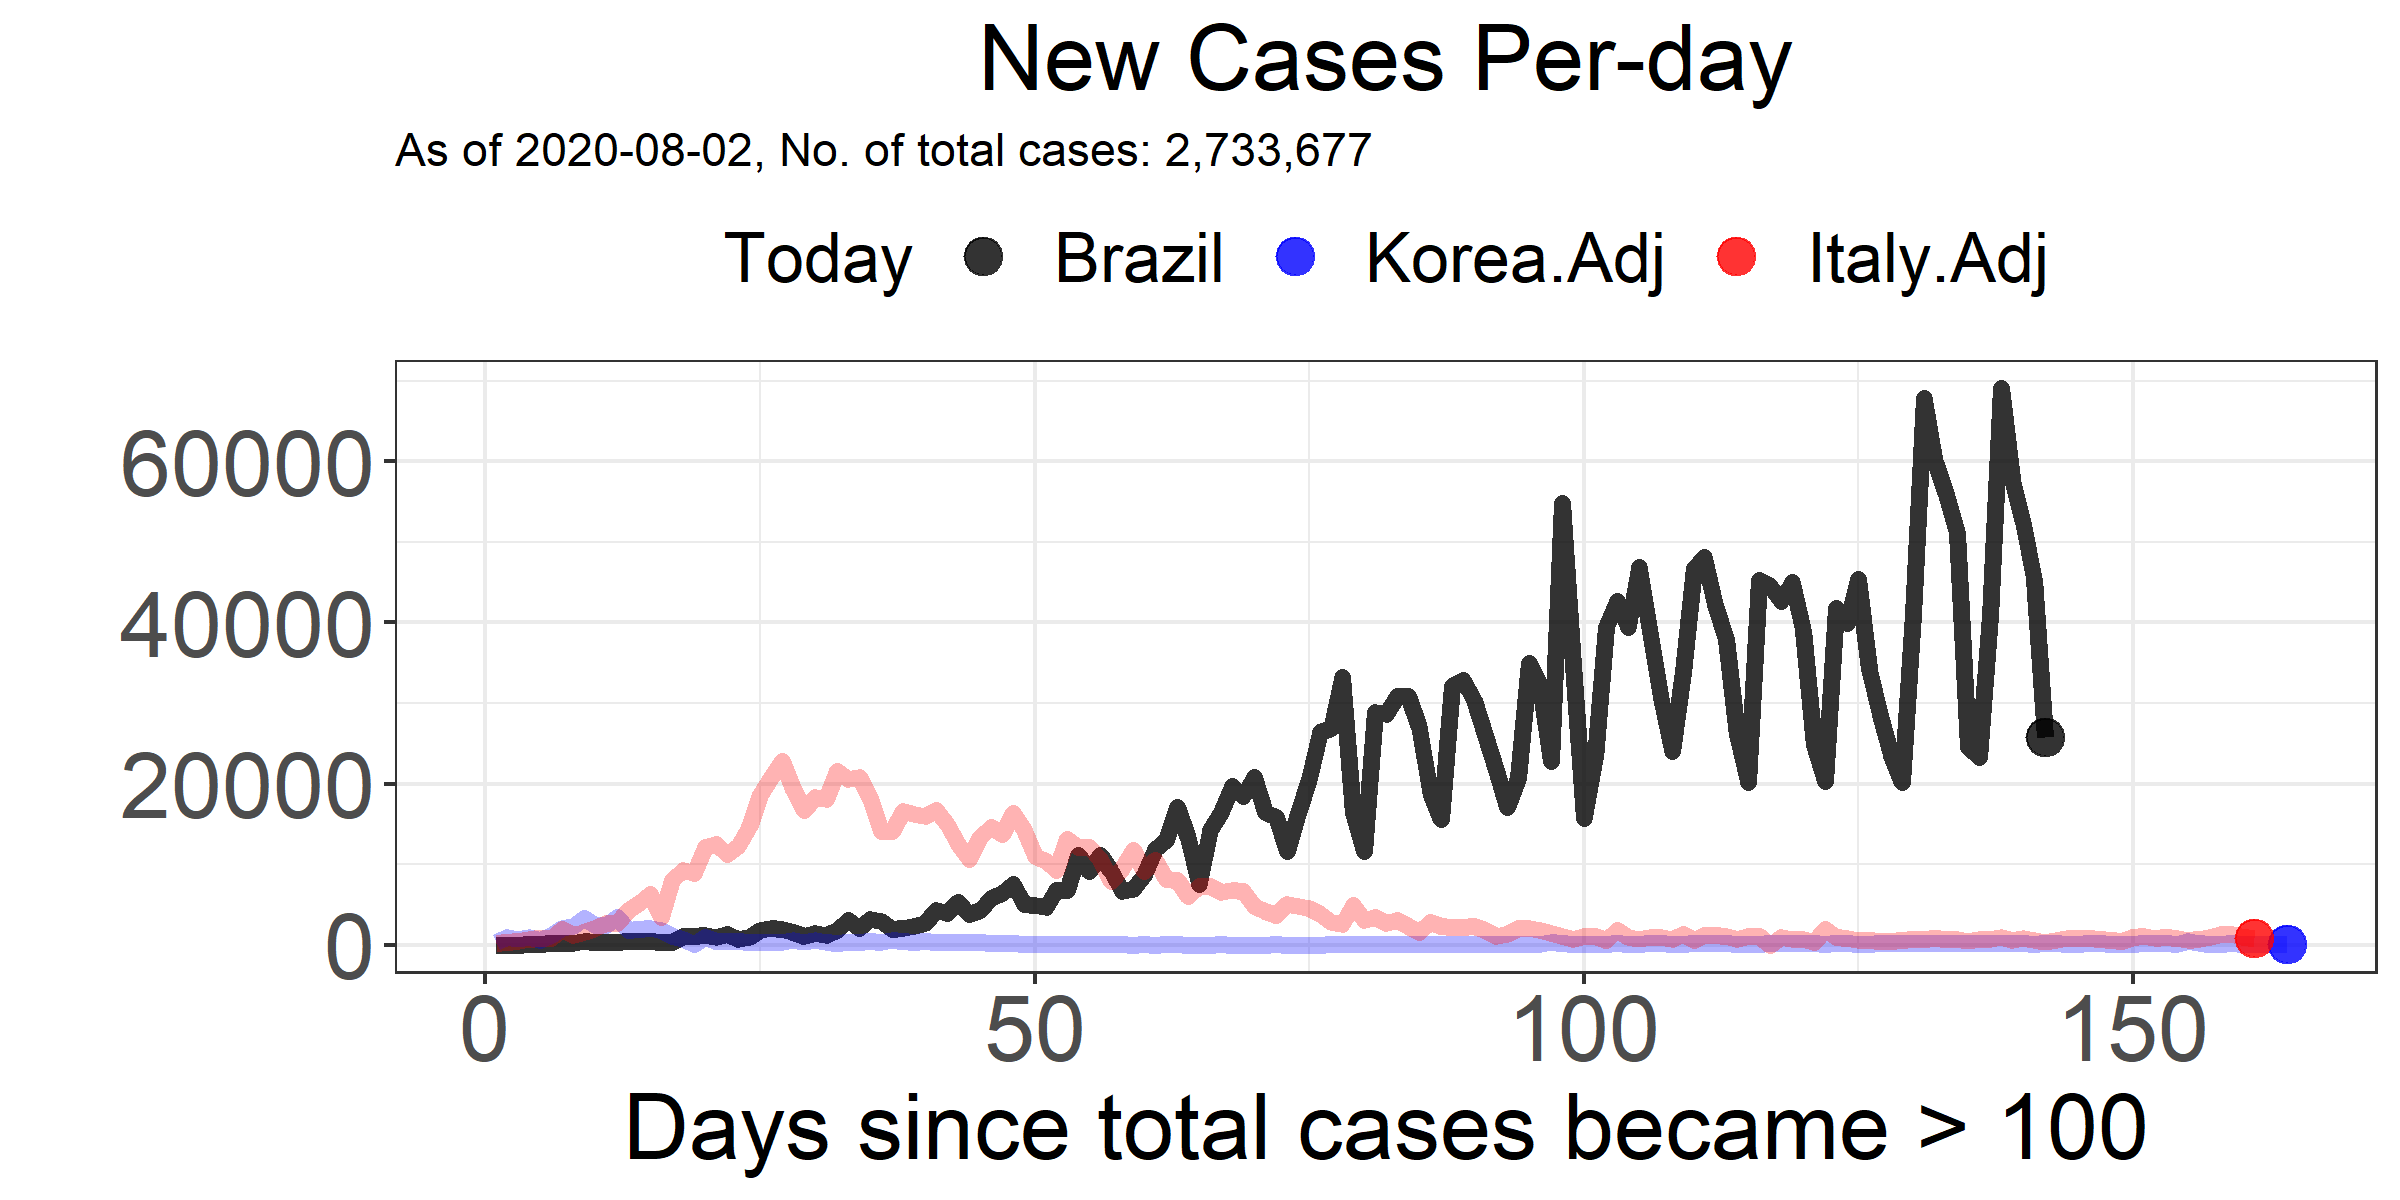 New Cases Per-day
As of 2020-08-02, No. of total cases: 2,733,677
Today Brazil Korea.Adj Italy.Adj
60000
40000
20000
0
0 50 100 150
Days since total cases became > 100